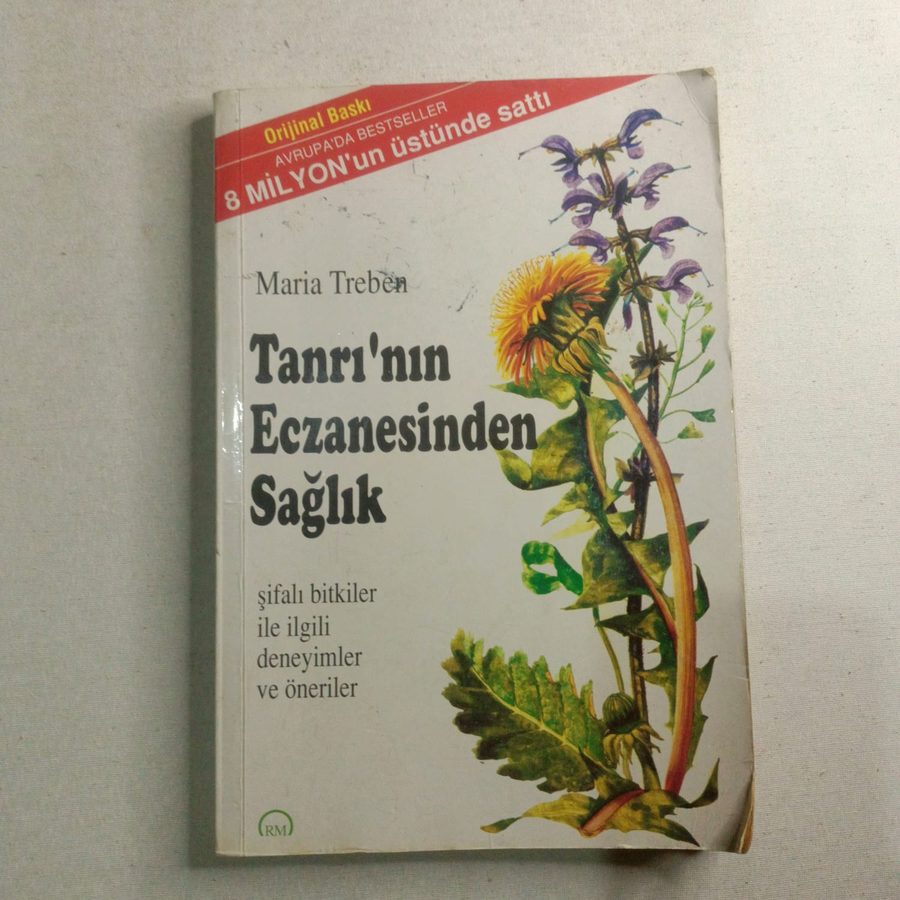 Orijinal Baskı
AVRUPA'DA BESTSELLER
8 MİLYON'un üstünde sattı
Maria Treben
Tanrı'nın
Eczanesinden
Sağlık
şifalı bitkiler
ile ilgili
deneyimler
ve öneriler
RM